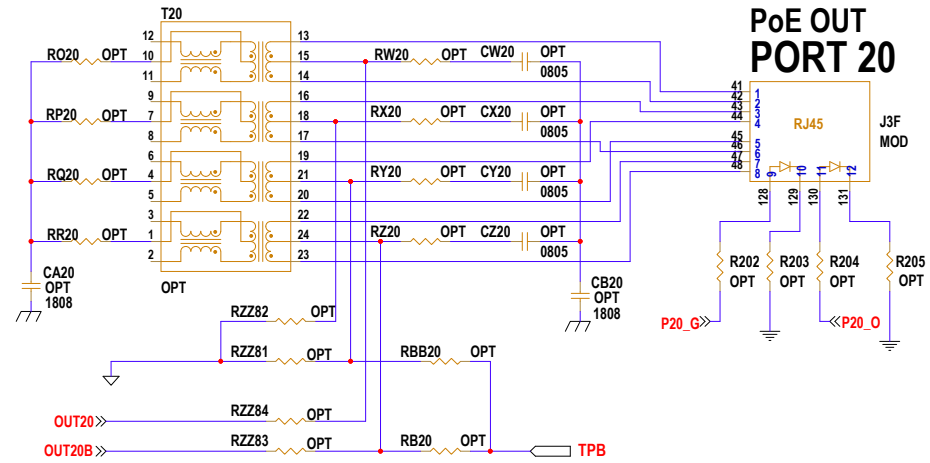 T20
PoE OUT
PORT 20
12 13
RO20 OPT 10 15 RW20 OPT CW20 OPT
11 14 0805
9 16
RP20 OPT 7 18 RX20 OPT CX20 OPT
8 17 0805
6 19
RQ20 OPT 4 21 RY20 OPT CY20 OPT
5 20 0805
3 22
RR20 OPT 1 24 RZ20 OPT CZ20 OPT
2 23 0805
OPT
CA20
OPT
1808
CB20
OPT
1808
41 1
42 2
43 3
44 4
45 5
46 6
47 7
48 8
RJ45
J3F
MOD
9 10 11 12
128 129 130 131
R202 OPT
R203 OPT
R204 OPT
R205 OPT
P20_G
P20_O
RZZ82 OPT
RZZ81 OPT RBB20 OPT
OUT20 RZZ84 OPT
OUT20B RZZ83 OPT RB20 OPT TPB